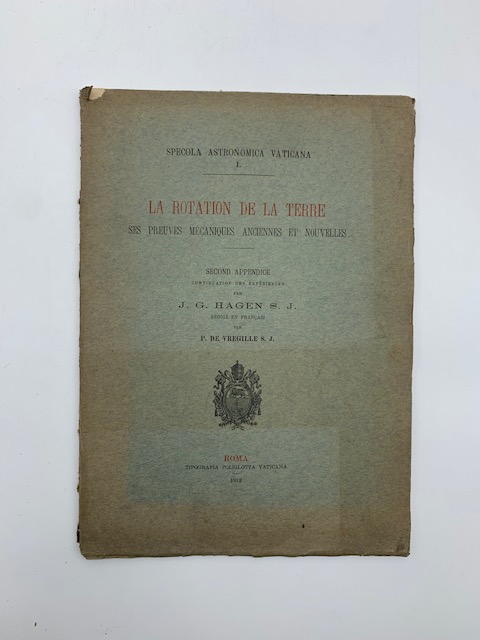 SPECOLA ASTRONOMICA VATICANA
I.
LA ROTATION DE LA TERRE
SES PREUVES MÉCANIQUES ANCIENNES ET NOUVELLES
SECOND APPENDICE
CONTINUATION DES EXPÉRIENCES
PAR
J. G. HAGEN S. J.
RÉDIGÉ EN FRANÇAIS
PAR
P. DE VREGILLE S. J.
ROMA
TIPOGRAFIA POLIGLOTTA VATICANA
1912